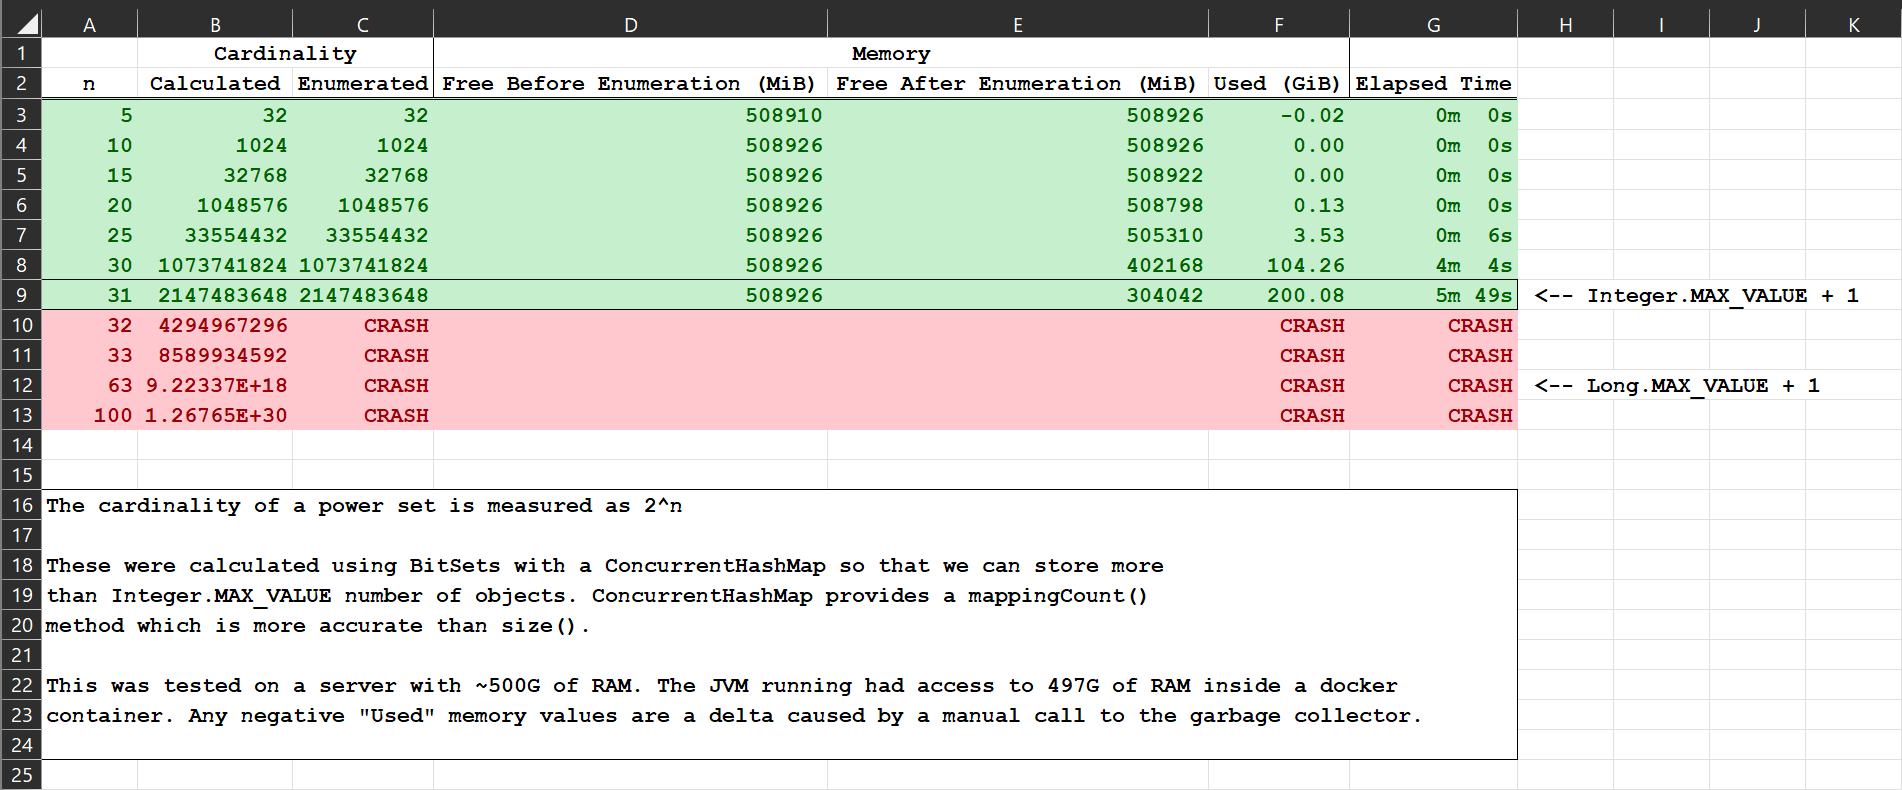 A B C D E F G H I J K
1 Cardinality Memory
2 n Calculated Enumerated Free Before Enumeration (MiB) Free After Enumeration (MiB) Used (GiB) Elapsed Time
3 5 32 32 508910 508926 -0.02 0m 0s
4 10 1024 1024 508926 508926 0.00 0m 0s
5 15 32768 32768 508926 508922 0.00 0m 0s
6 20 1048576 1048576 508926 508798 0.13 0m 0s
7 25 33554432 33554432 508926 505310 3.53 0m 6s
8 30 1073741824 1073741824 508926 402168 104.26 4m 4s
9 31 2147483648 2147483648 508926 304042 200.08 5m 49s <-- Integer.MAX_VALUE + 1
10 32 4294967296 CRASH CRASH CRASH
11 33 8589934592 CRASH CRASH CRASH
12 63 9.22337E+18 CRASH CRASH CRASH <-- Long.MAX_VALUE + 1
13 100 1.26765E+30 CRASH CRASH CRASH
14
15
16 The cardinality of a power set is measured as 2^n
17
18 These were calculated using BitSets with a ConcurrentHashMap so that we can store more
19 than Integer.MAX_VALUE number of objects. ConcurrentHashMap provides a mappingCount()
20 method which is more accurate than size().
21
22 This was tested on a server with ~500G of RAM. The JVM running had access to 497G of RAM inside a docker
23 container. Any negative "Used" memory values are a delta caused by a manual call to the garbage collector.
24
25